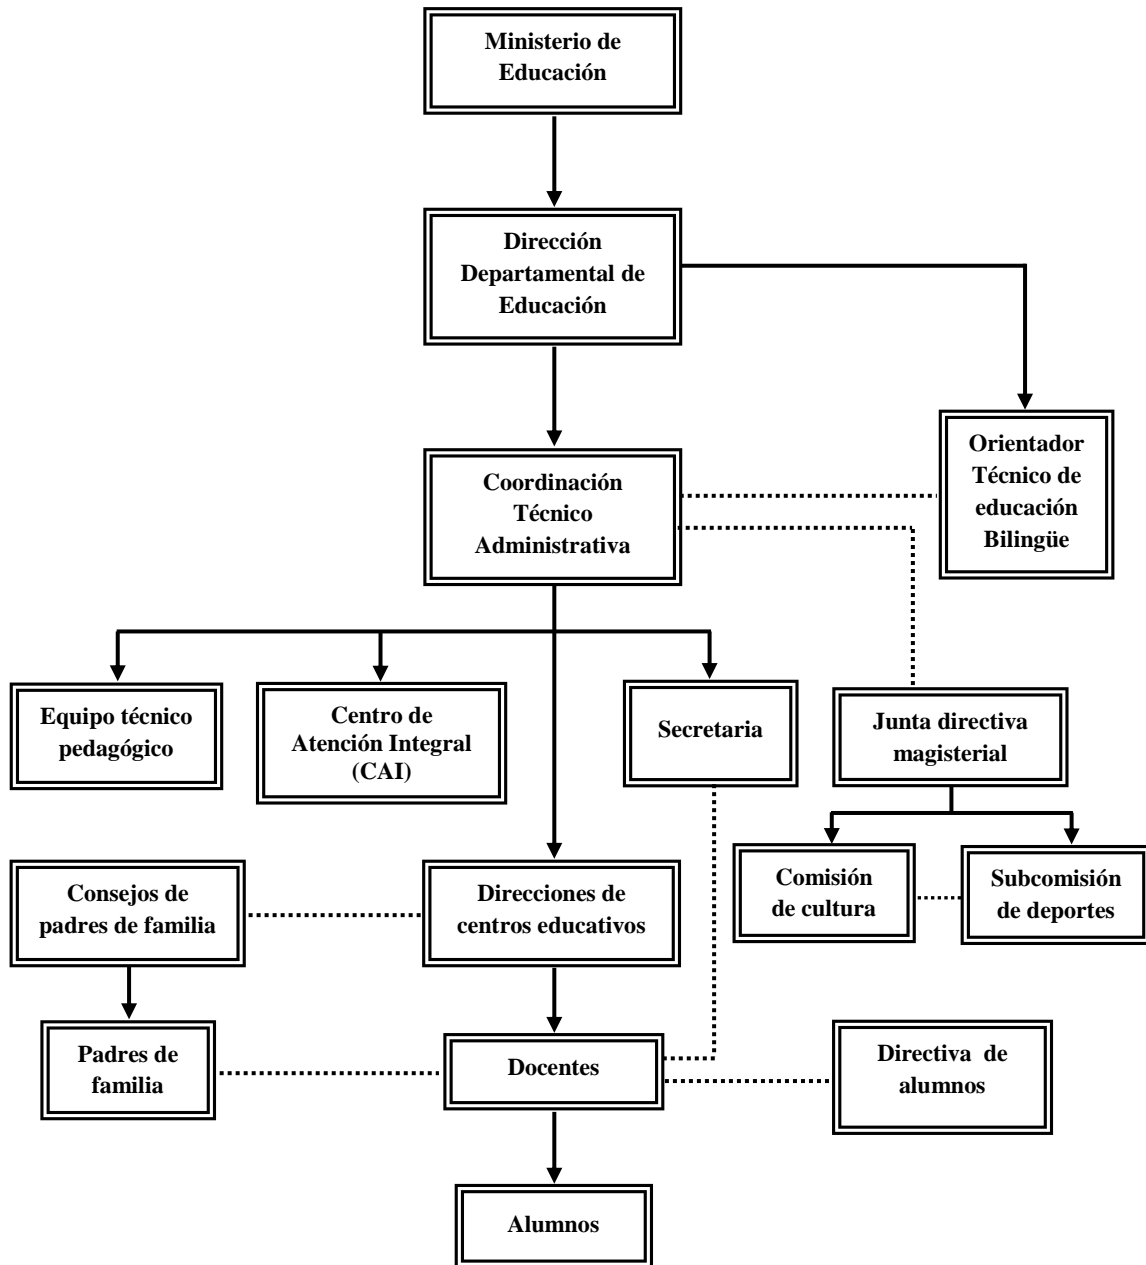 Ministerio de
Educación
Dirección
Departamental de
Educación
Orientador
Técnico de
educación
Bilingüe
Coordinación
Técnico
Administrativa
Equipo técnico
pedagógico
Centro de
Atención Integral
(CAI)
Secretaria
Junta directiva
magisterial
Consejos de
padres de familia
Direcciones de
centros educativos
Comisión
de cultura
Subcomisión
de deportes
Padres de
familia
Docentes
Directiva de
alumnos
Alumnos